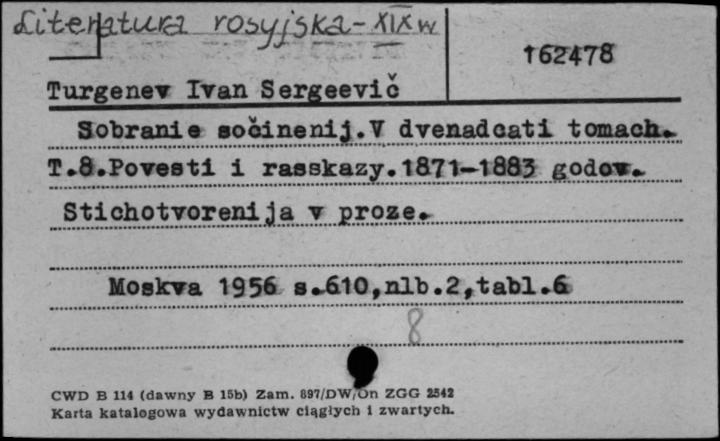 Literatura rosyjska-XIX w
162478
Turgenev Ivan Sergeevič
Sobranie sočinenij.V dvenadcati tomach.
T.8.Povesti i rasskazy.1871-1883 godov.
Stichotvorenija v proze.
Moskva 1956 s.610,nlb.2,tabl.6
8
CWD B 114 (dawny B 15b) Zam. 897/DW/On ZGG 2542
Karta katalogowa wydawnictw ciągłych i zwartych.